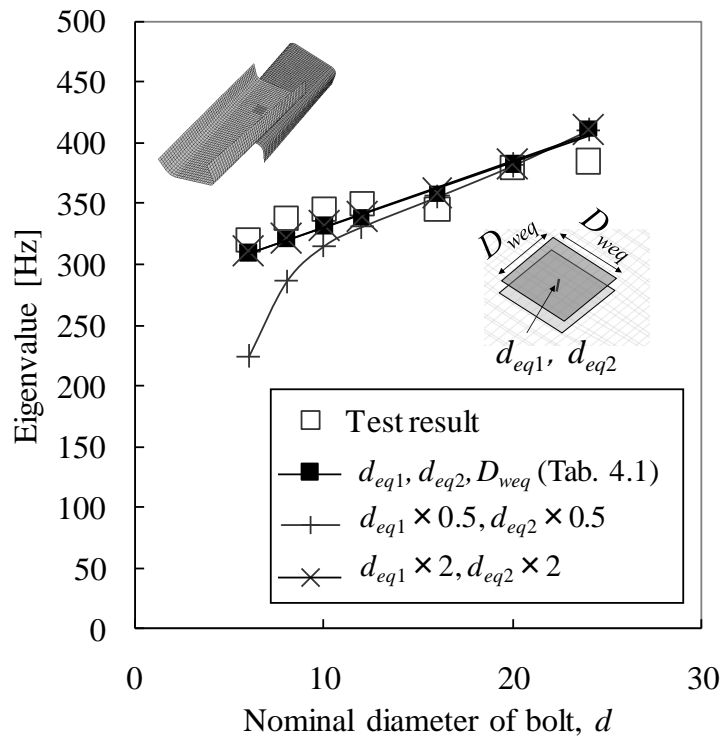 500
450
400
350
300
250
200
150
100
50
0
Eigenvalue [Hz]
D_weq D_weq
d_eq1, d_eq2
Test result
d_eq1, d_eq2, D_weq (Tab. 4.1)
d_eq1 × 0.5, d_eq2 × 0.5
d_eq1 × 2, d_eq2 × 2
0 10 20 30
Nominal diameter of bolt, d